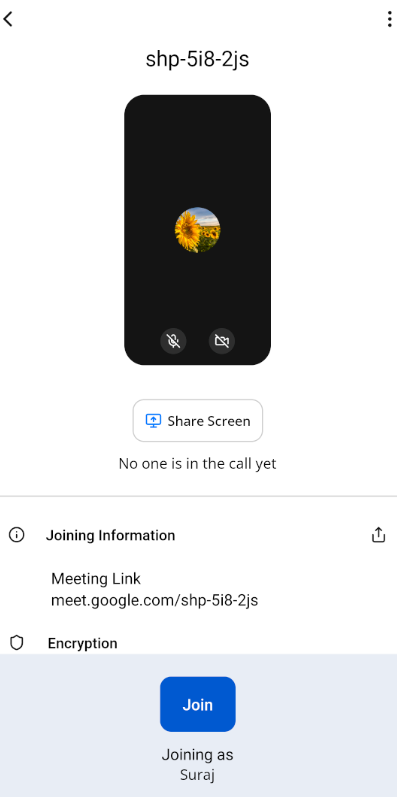 shp-5i8-2js
Share Screen
No one is in the call yet
Joining Information
Meeting Link
meet.google.com/shp-5i8-2js
Encryption
Join
Joining as
Suraj